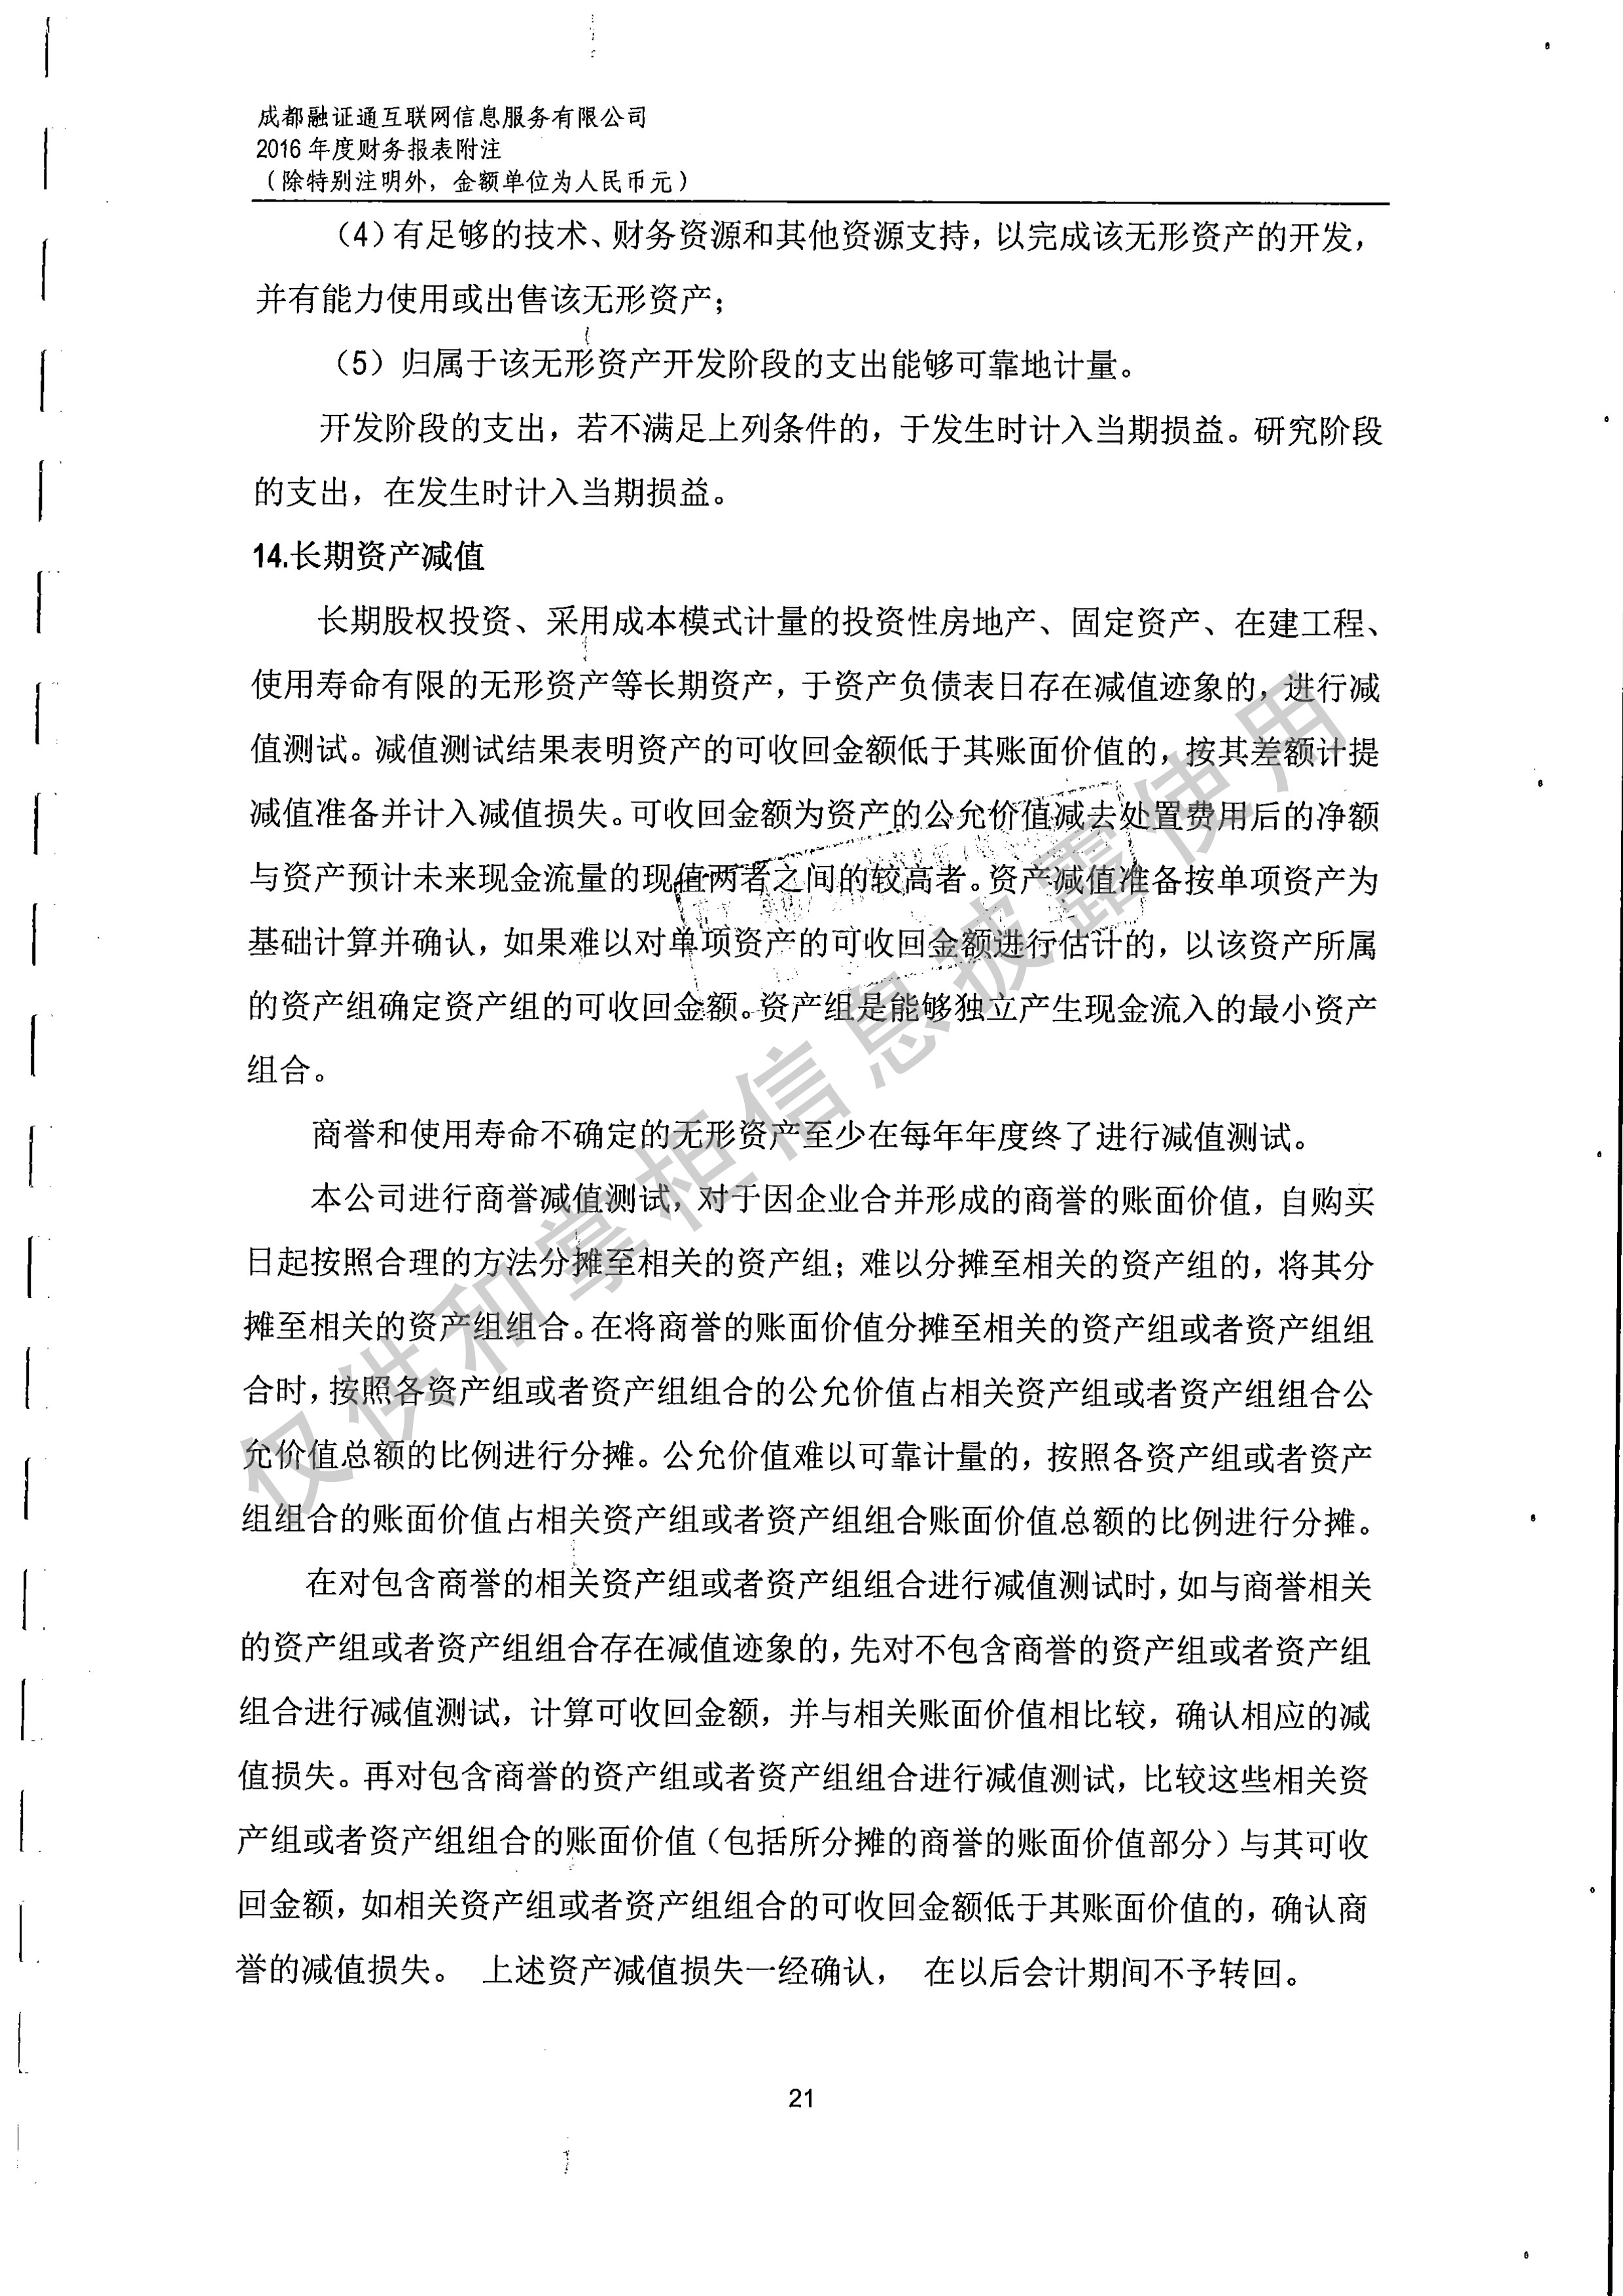 成都融证通互联网信息服务有限公司
2016 年度财务报表附注
（除特别注明外，金额单位为人民币元）
（4）有足够的技术、财务资源和其他资源支持，以完成该无形资产的开发，
并有能力使用或出售该无形资产；
（5）归属于该无形资产开发阶段的支出能够可靠地计量。
开发阶段的支出，若不满足上列条件的，于发生时计入当期损益。研究阶段
的支出，在发生时计入当期损益。
14.长期资产减值
长期股权投资、采用成本模式计量的投资性房地产、固定资产、在建工程、
使用寿命有限的无形资产等长期资产，于资产负债表日存在减值迹象的，进行减
值测试。减值测试结果表明资产的可收回金额低于其账面价值的，按其差额计提
减值准备并计入减值损失。可收回金额为资产的公允价值减去处置费用后的净额
与资产预计未来现金流量的现值两者之间的较高者。资产减值准备按单项资产为
基础计算并确认，如果难以对单项资产的可收回金额进行估计的，以该资产所属
的资产组确定资产组的可收回金额。资产组是能够独立产生现金流入的最小资产
组合。
商誉和使用寿命不确定的无形资产至少在每年年度终了进行减值测试。
本公司进行商誉减值测试，对于因企业合并形成的商誉的账面价值，自购买
日起按照合理的方法分摊至相关的资产组；难以分摊至相关的资产组的，将其分
摊至相关的资产组组合。在将商誉的账面价值分摊至相关的资产组或者资产组组
合时，按照各资产组或者资产组组合的公允价值占相关资产组或者资产组组合公
允价值总额的比例进行分摊。公允价值难以可靠计量的，按照各资产组或者资产
组组合的账面价值占相关资产组或者资产组组合账面价值总额的比例进行分摊。
在对包含商誉的相关资产组或者资产组组合进行减值测试时，如与商誉相关
的资产组或者资产组组合存在减值迹象的，先对不包含商誉的资产组或者资产组
组合进行减值测试，计算可收回金额，并与相关账面价值相比较，确认相应的减
值损失。再对包含商誉的资产组或者资产组组合进行减值测试，比较这些相关资
产组或者资产组组合的账面价值（包括所分摊的商誉的账面价值部分）与其可收
回金额，如相关资产组或者资产组组合的可收回金额低于其账面价值的，确认商
誉的减值损失。 上述资产减值损失一经确认， 在以后会计期间不予转回。
21
仅供和掌柜信息披露使用